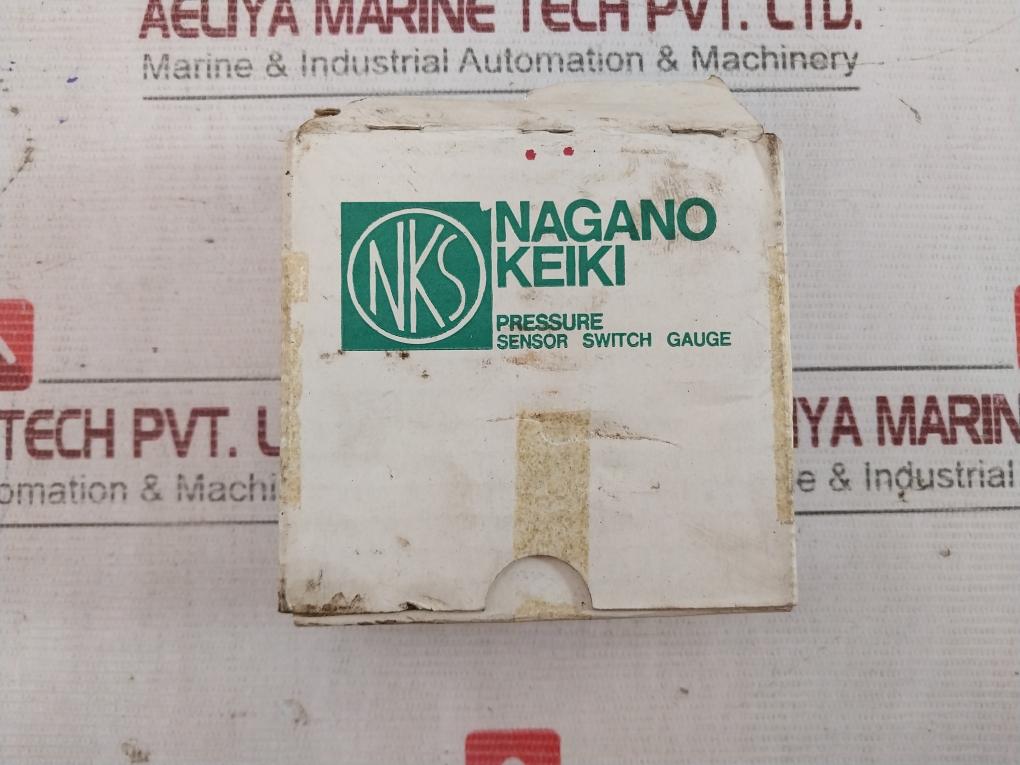 AELIYA MARINE TECH PVT. LTD.
Marine & Industrial Automation & Machinery
NKS
NAGANO
KEIKI
PRESSURE
SENSOR SWITCH GAUGE
TECH PVT.
& Machi
IYA MARIN
e & Industrial